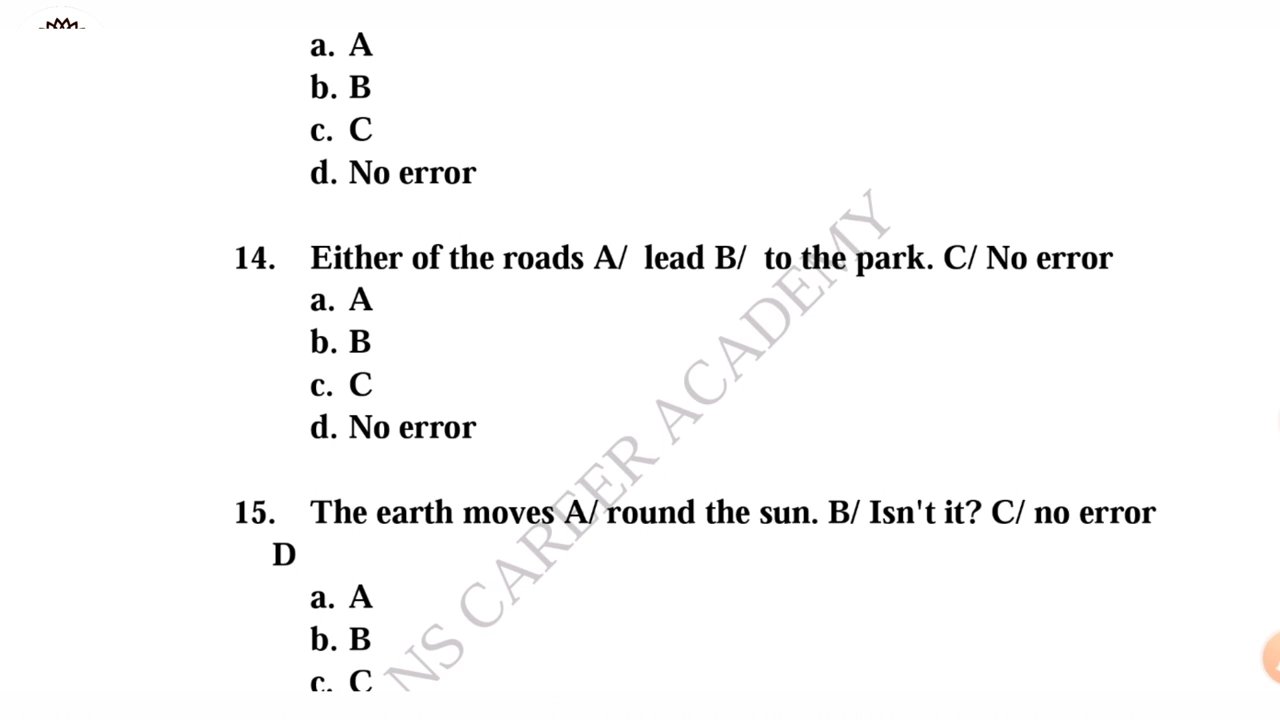 a. A
b. B
c. C
d. No error
14. Either of the roads A/ lead B/ to the park. C/ No error
a. A
b. B
c. C
d. No error
15. The earth moves A/ round the sun. B/ Isn't it? C/ no error
D
a. A
b. B
c. C
NS CAREER ACADEMY